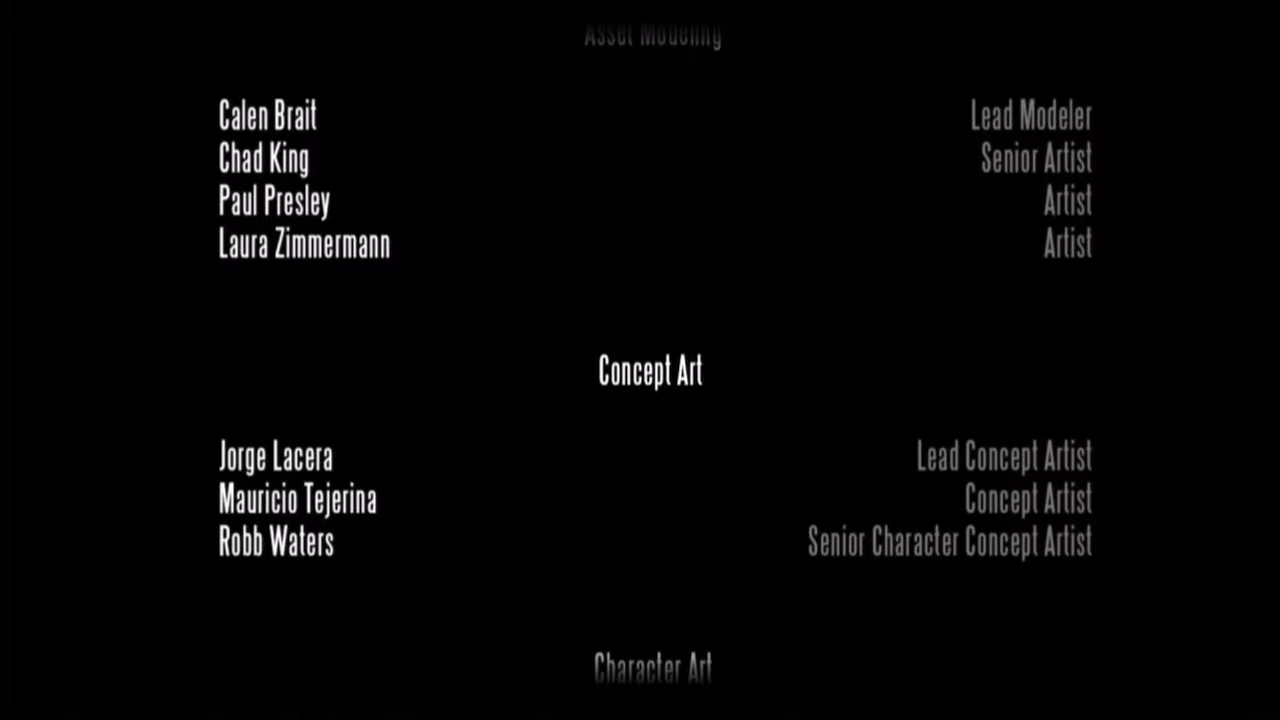 Asset Modeling
Calen Brait Lead Modeler
Chad King Senior Artist
Paul Presley Artist
Laura Zimmermann Artist
Concept Art
Jorge Lacera Lead Concept Artist
Mauricio Tejerina Concept Artist
Robb Waters Senior Character Concept Artist
Character Art